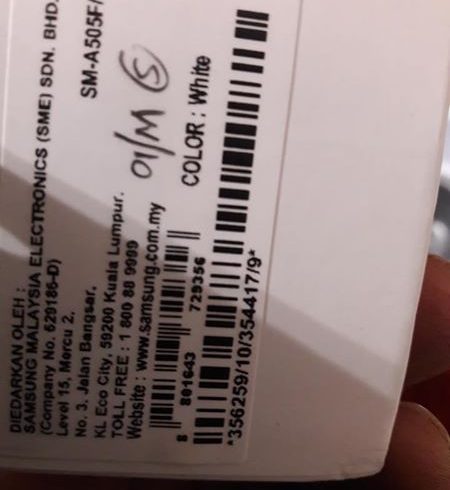 DIEDARKAN OLEH :
SAMSUNG MALAYSIA ELECTRONICS (SME) SDN. BHD.
(Company No. 629186-D)
Level 15, Mercu 2,
No. 3, Jalan Bangsar,
KL Eco City, 59200 Kuala Lumpur.
TOLL FREE : 1 800 88 9999
Website : www.samsung.com.my
SM-A505F/
01/M (S)
COLOR : White
8 801643 729356
*356259/10/354417/9*